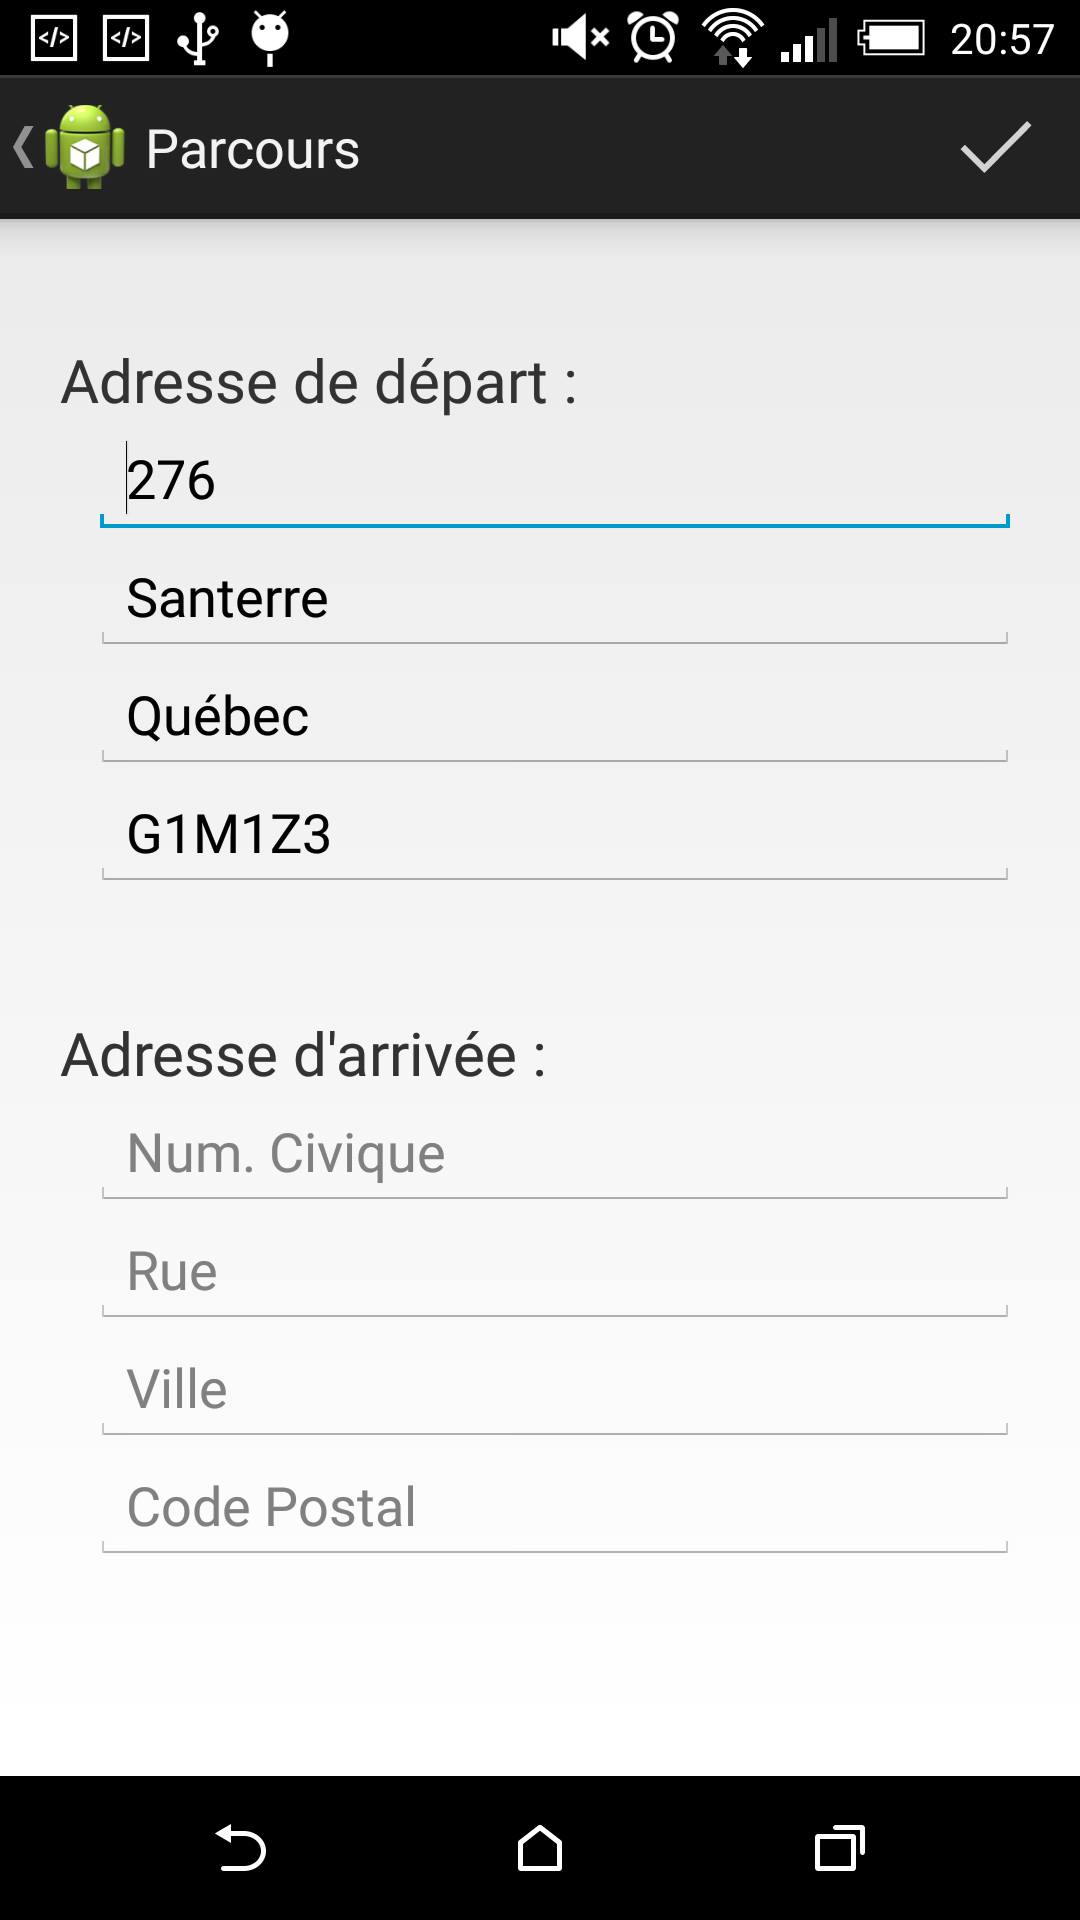 </> </> 20:57
Parcours
Adresse de départ :
276
Santerre
Québec
G1M1Z3
Adresse d'arrivée :
Num. Civique
Rue
Ville
Code Postal